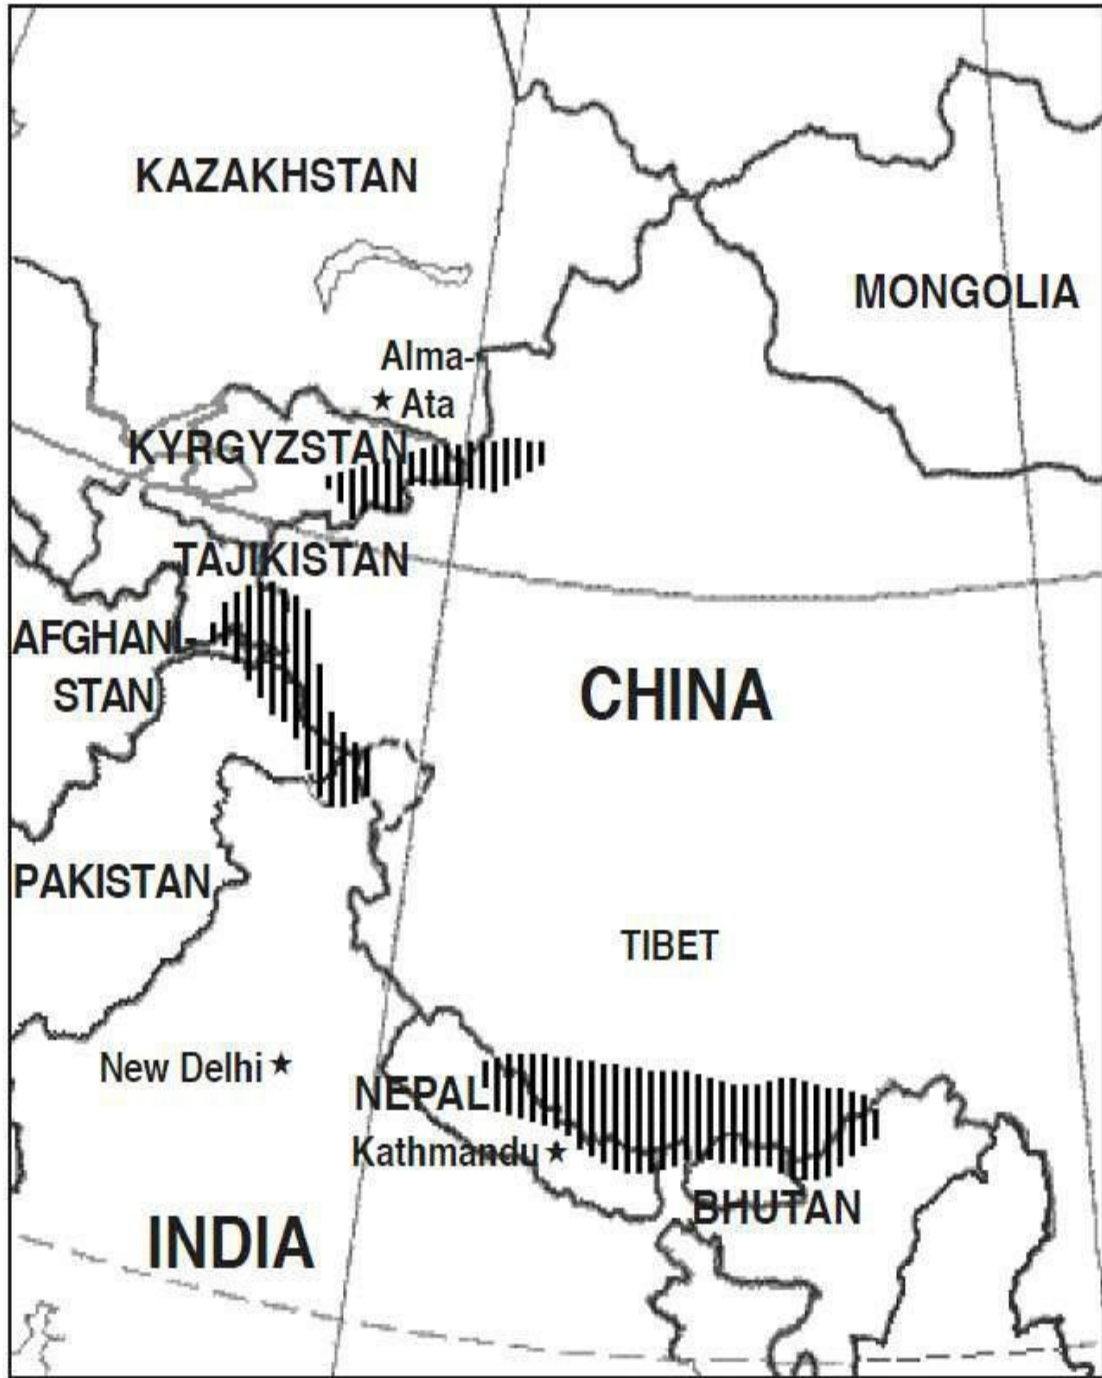 KAZAKHSTAN
MONGOLIA
Alma-
Ata
KYRGYZSTAN
TAJIKISTAN
AFGHANI-
STAN
CHINA
PAKISTAN
TIBET
New Delhi
NEPAL
Kathmandu
BHUTAN
INDIA